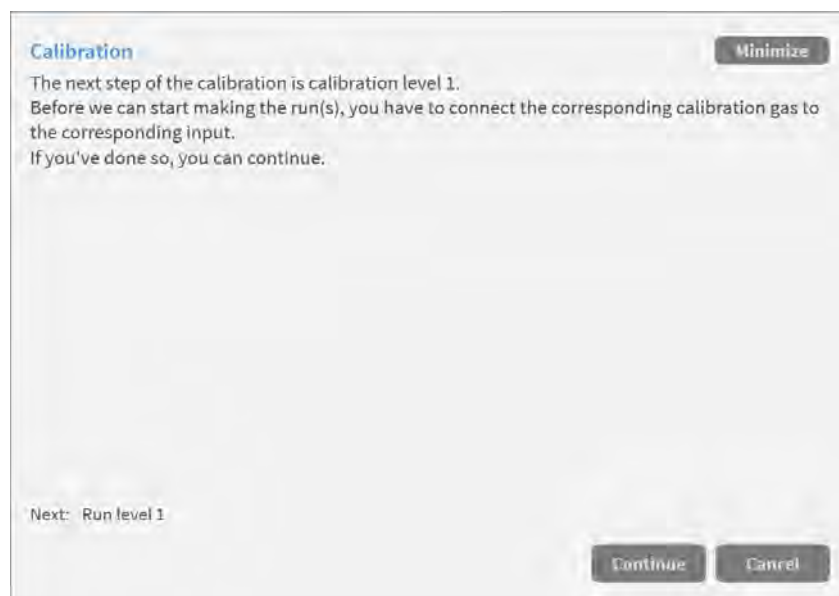 Calibration
Minimize
The next step of the calibration is calibration level 1.
Before we can start making the run(s), you have to connect the corresponding calibration gas to
the corresponding input.
If you've done so, you can continue.
Next: Run level 1
Continue
Cancel